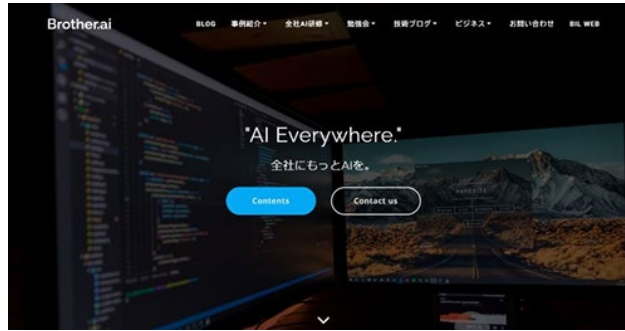 Brother.ai
BLOG 事例紹介 全社AI研修 勉強会 技術ブログ ビジネス お問い合わせ BIL WEB
"AI Everywhere."
全社にもっとAIを。
Contents Contact us